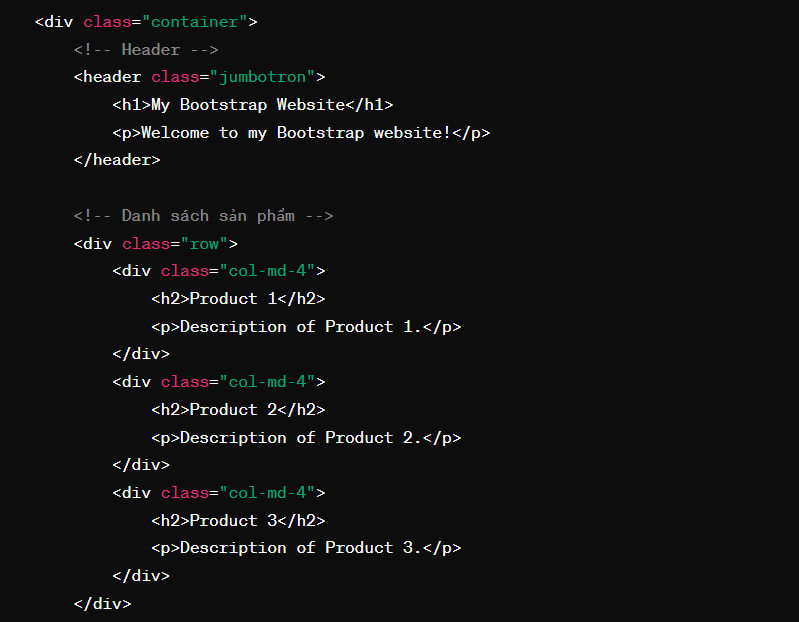 <div class="container">
    <!-- Header -->
    <header class="jumbotron">
        <h1>My Bootstrap Website</h1>
        <p>Welcome to my Bootstrap website!</p>
    </header>

    <!-- Danh sách sản phẩm -->
    <div class="row">
        <div class="col-md-4">
            <h2>Product 1</h2>
            <p>Description of Product 1.</p>
        </div>
        <div class="col-md-4">
            <h2>Product 2</h2>
            <p>Description of Product 2.</p>
        </div>
        <div class="col-md-4">
            <h2>Product 3</h2>
            <p>Description of Product 3.</p>
        </div>
    </div>